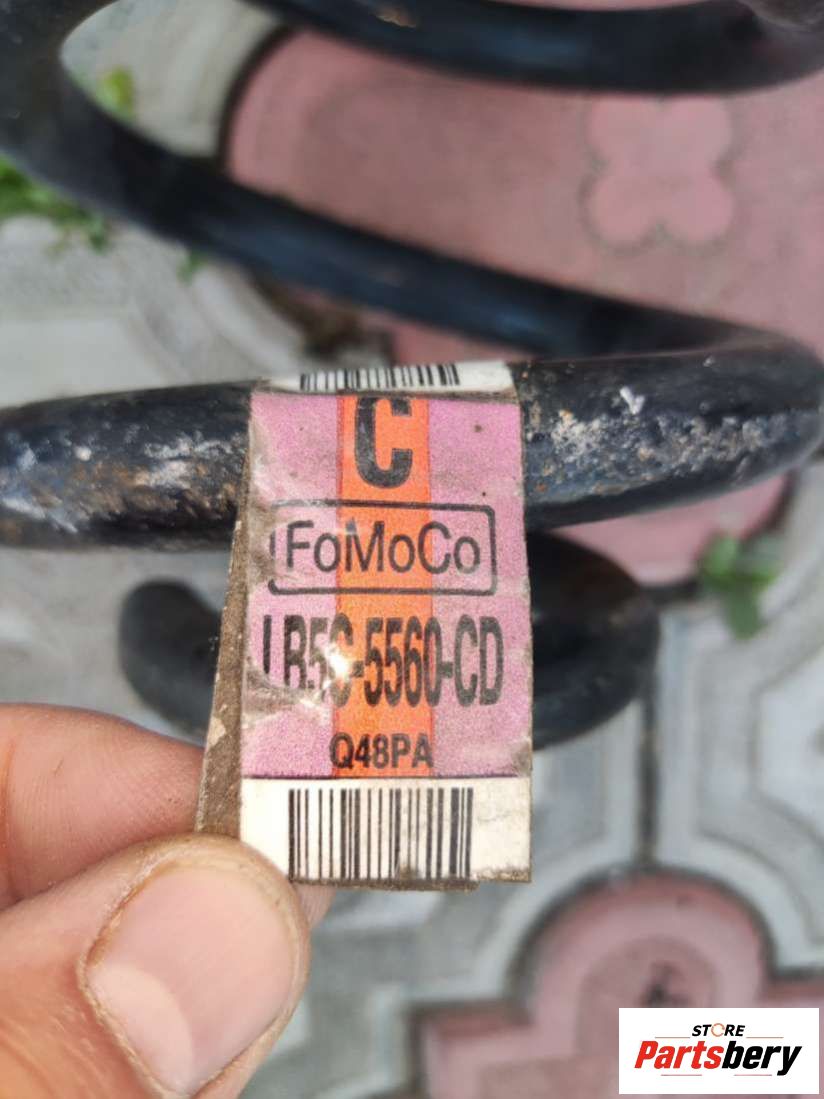 C
FoMoCo
LB5C-5560-CD
Q48PA
STORE
Partsbery